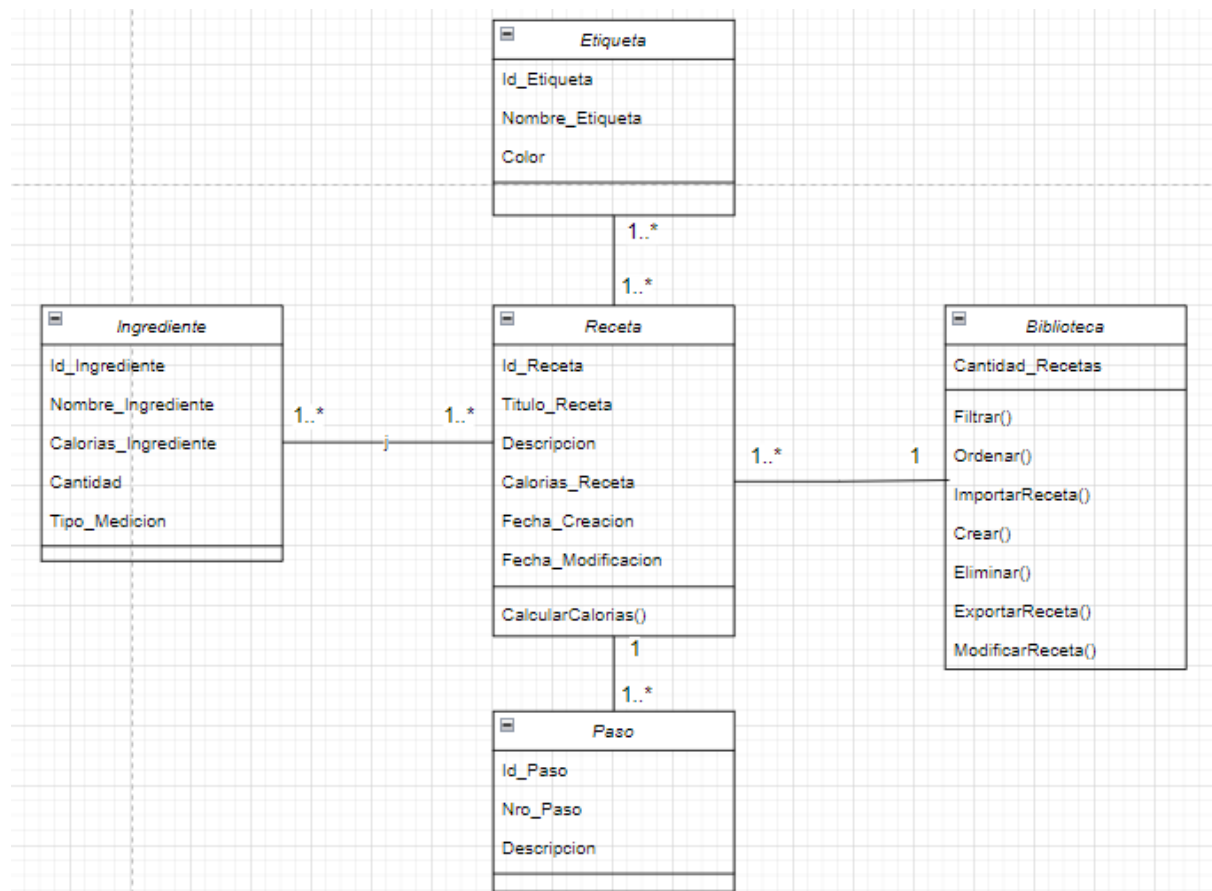 Etiqueta
Id_Etiqueta
Nombre_Etiqueta
Color
1..*
1..*
Ingrediente
Id_Ingrediente
Nombre_Ingrediente
Calorias_Ingrediente
Cantidad
Tipo_Medicion
1..*
j
1..*
Receta
Id_Receta
Titulo_Receta
Descripcion
Calorias_Receta
Fecha_Creacion
Fecha_Modificacion
CalcularCalorias()
1..*
1
Biblioteca
Cantidad_Recetas
Filtrar()
Ordenar()
ImportarReceta()
Crear()
Eliminar()
ExportarReceta()
ModificarReceta()
1
1..*
Paso
Id_Paso
Nro_Paso
Descripcion